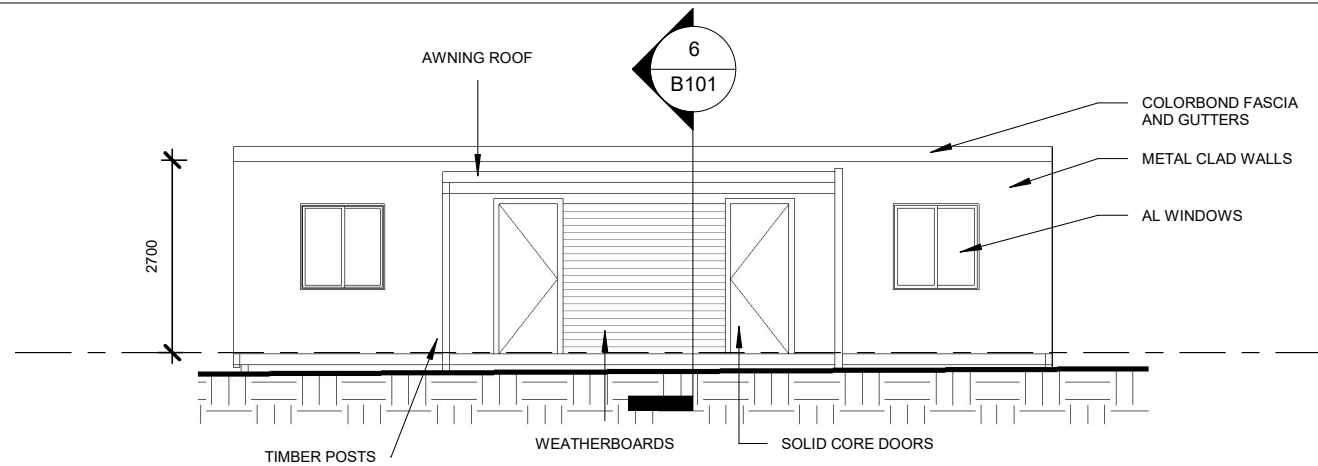 6
B101
AWNING ROOF
COLORBOND FASCIA
AND GUTTERS
METAL CLAD WALLS
AL WINDOWS
2700
WEATHERBOARDS
SOLID CORE DOORS
TIMBER POSTS